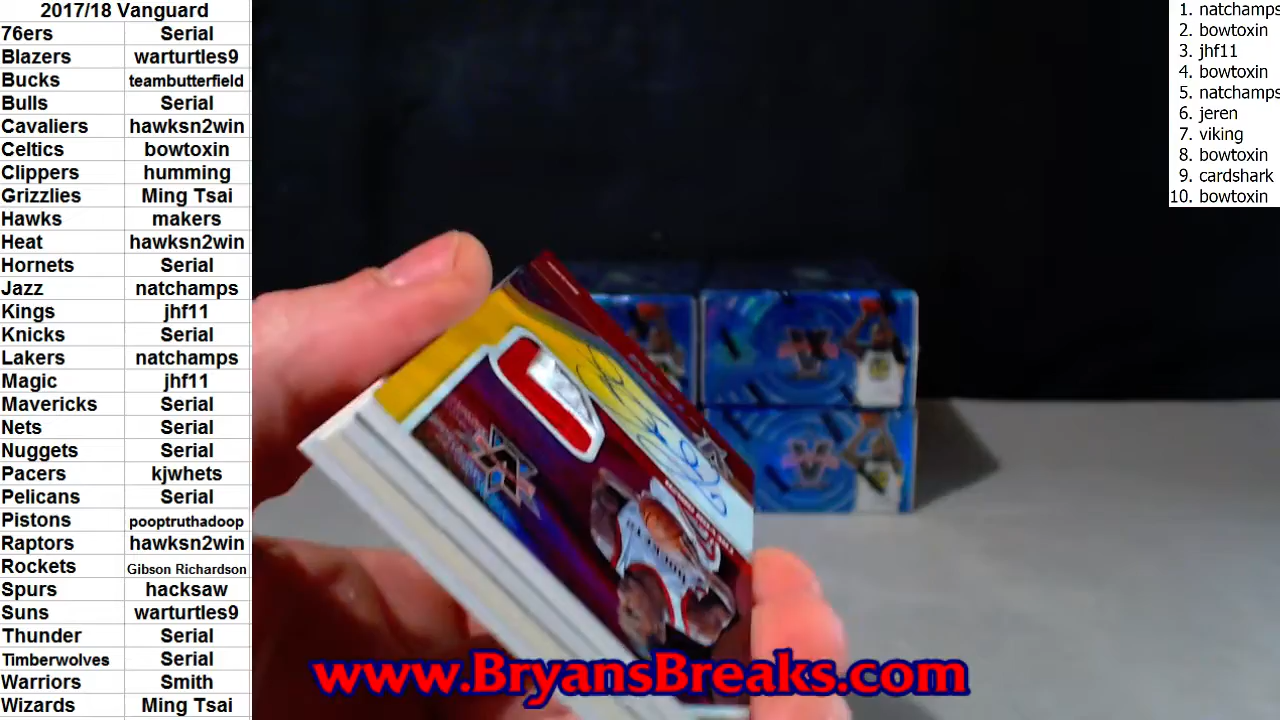 2017/18 Vanguard
76ers Serial
Blazers warturtles9
Bucks teambutterfield
Bulls Serial
Cavaliers hawksn2win
Celtics bowtoxin
Clippers humming
Grizzlies Ming Tsai
Hawks makers
Heat hawksn2win
Hornets Serial
Jazz natchamps
Kings jhf11
Knicks Serial
Lakers natchamps
Magic jhf11
Mavericks Serial
Nets Serial
Nuggets Serial
Pacers kjwhets
Pelicans Serial
Pistons pooptruthadoop
Raptors hawksn2win
Rockets Gibson Richardson
Spurs hacksaw
Suns warturtles9
Thunder Serial
Timberwolves Serial
Warriors Smith
Wizards Ming Tsai
1. natchamps
2. bowtoxin
3. jhf11
4. bowtoxin
5. natchamps
6. jeren
7. viking
8. bowtoxin
9. cardshark
10. bowtoxin
www.BryansBreaks.com